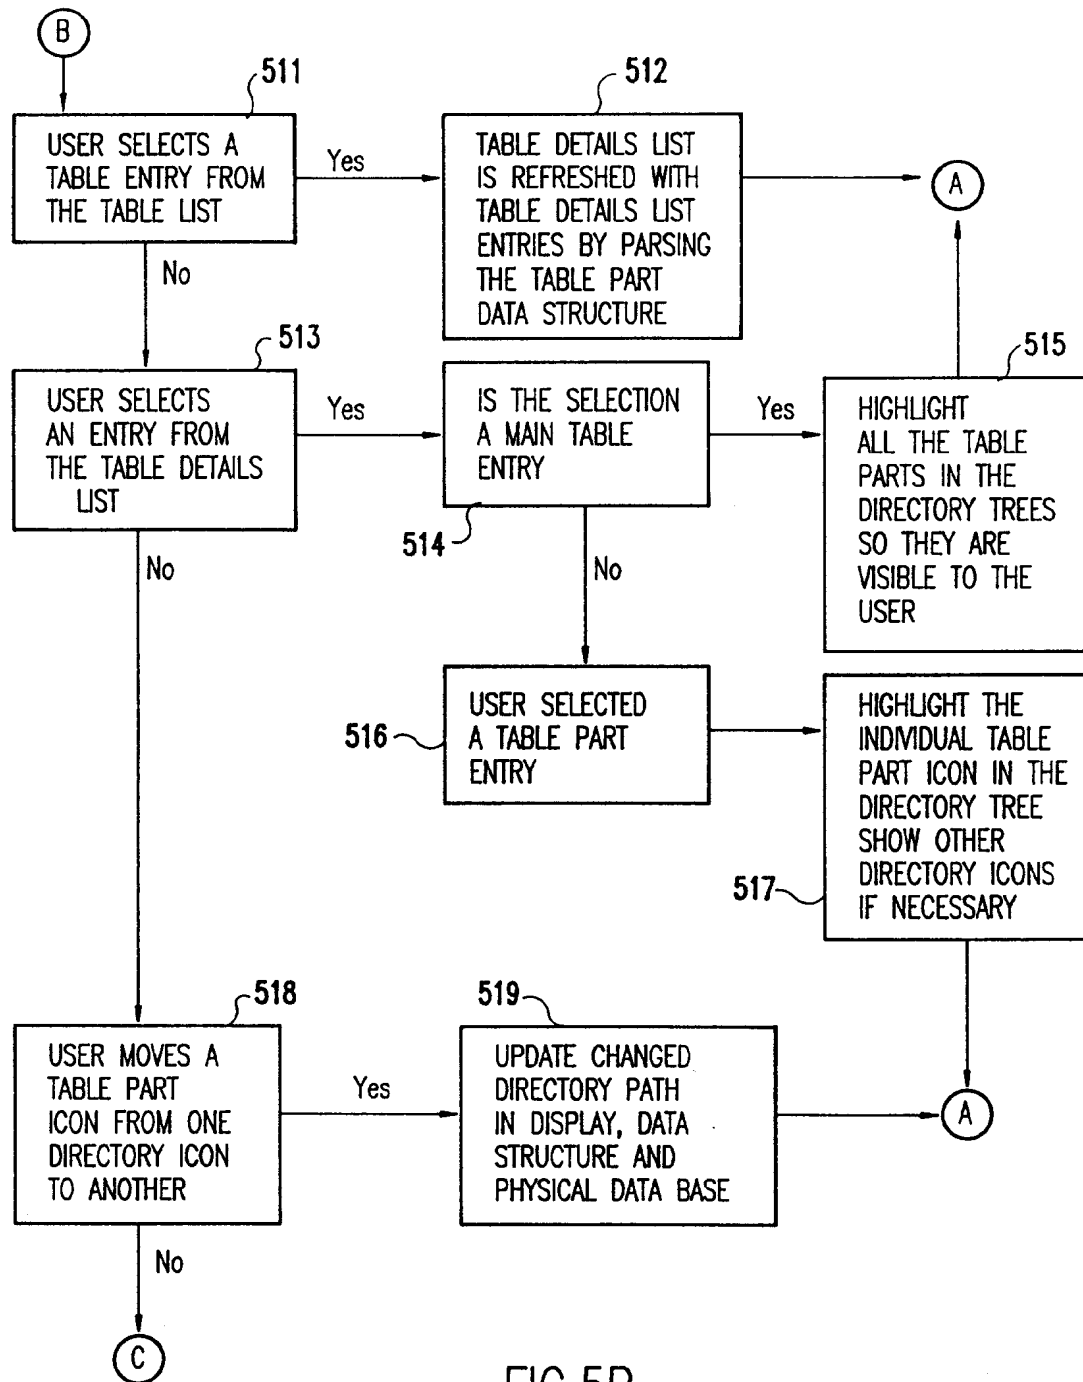 B
511
USER SELECTS A
TABLE ENTRY FROM
THE TABLE LIST
Yes
No
512
TABLE DETAILS LIST
IS REFRESHED WITH
TABLE DETAILS LIST
ENTRIES BY PARSING
THE TABLE PART
DATA STRUCTURE
A
513
USER SELECTS
AN ENTRY FROM
THE TABLE DETAILS
LIST
Yes
No
IS THE SELECTION
A MAIN TABLE
ENTRY
514
Yes
No
515
HIGHLIGHT
ALL THE TABLE
PARTS IN THE
DIRECTORY TREES
SO THEY ARE
VISIBLE TO THE
USER
516
USER SELECTED
A TABLE PART
ENTRY
HIGHLIGHT THE
INDIVIDUAL TABLE
PART ICON IN THE
DIRECTORY TREE
SHOW OTHER
DIRECTORY ICONS
IF NECESSARY
517
518
USER MOVES A
TABLE PART
ICON FROM ONE
DIRECTORY ICON
TO ANOTHER
Yes
No
519
UPDATE CHANGED
DIRECTORY PATH
IN DISPLAY, DATA
STRUCTURE AND
PHYSICAL DATA BASE
A
C